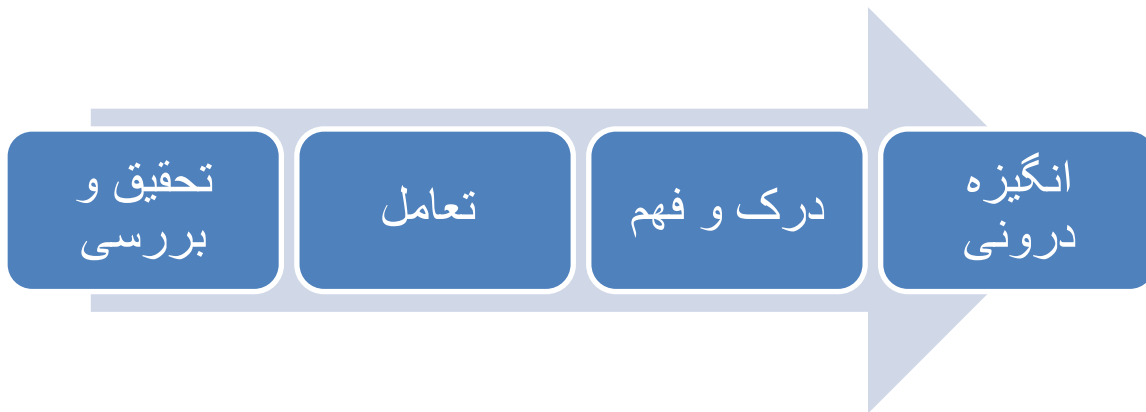 تحقیق و
بررسی
تعامل
درک و فهم
انگیزه
درونی